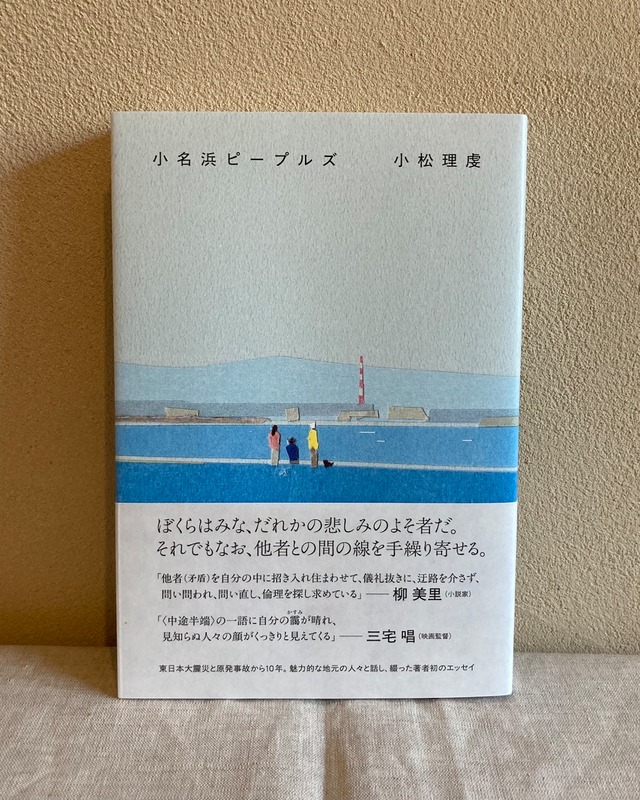 小名浜ピープルズ 小松理虔
ぼくらはみな、だれかの悲しみのよそ者だ。
それでもなお、他者との間の線を手繰り寄せる。
「他者(矛盾)を自分の中に招き入れ住まわせて、儀礼抜きに、迂路を介さず、
問い問われ、問い直し、倫理を探し求めている」── 柳 美里(小説家)
「〈中途半端〉の一語に自分の靄が晴れ、
かすみ
見知らぬ人々の顔がくっきりと見えてくる」── 三宅 唱(映画監督)
東日本大震災と原発事故から10年。魅力的な地元の人々と話し、綴った著者初のエッセイ